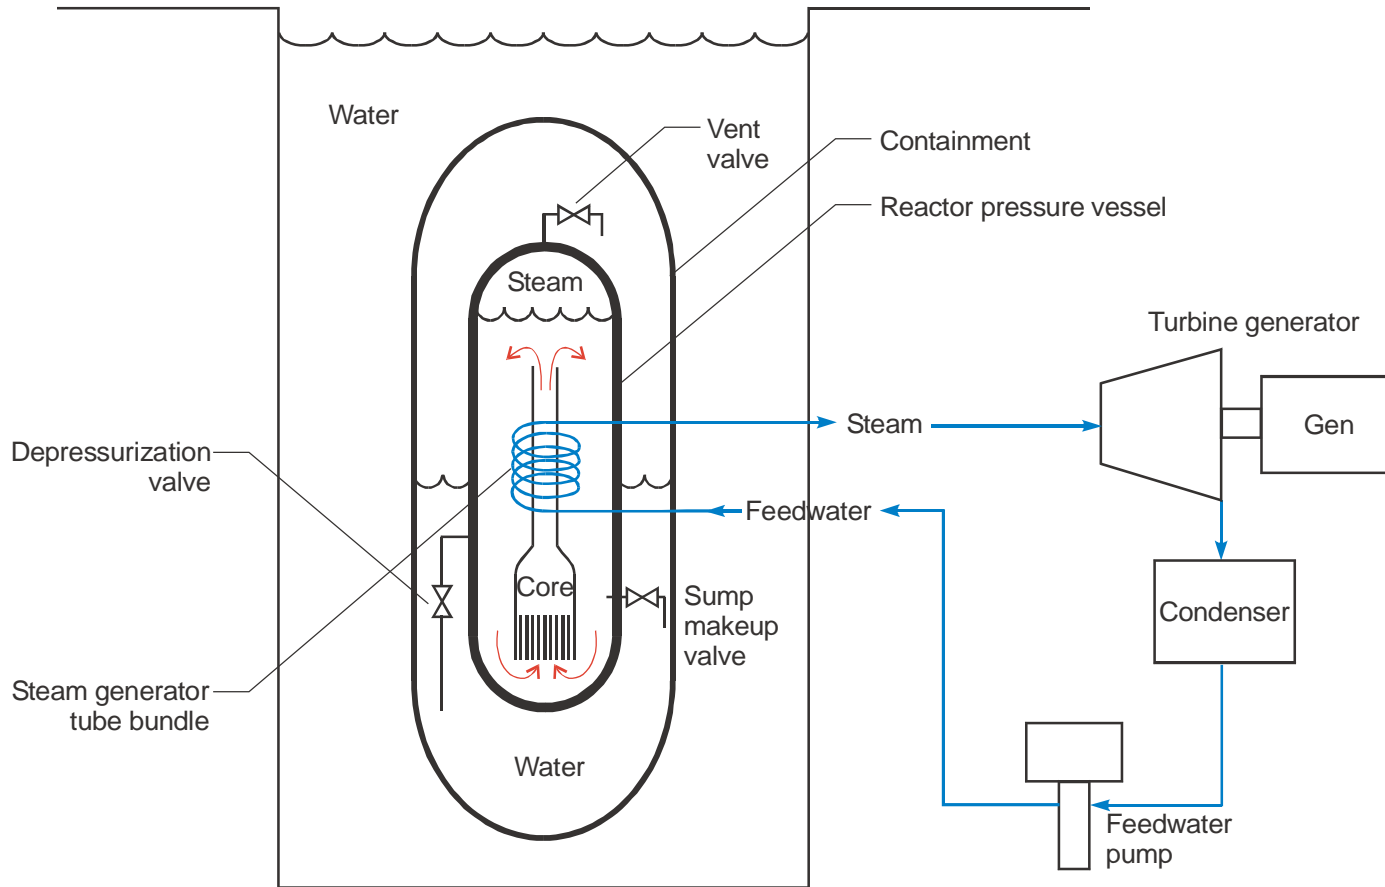 Water
Vent
valve
Containment
Reactor pressure vessel
Steam
Turbine generator
Steam
Gen
Depressurization
valve
Feedwater
Core
Sump
makeup
valve
Condenser
Steam generator
tube bundle
Water
Feedwater
pump